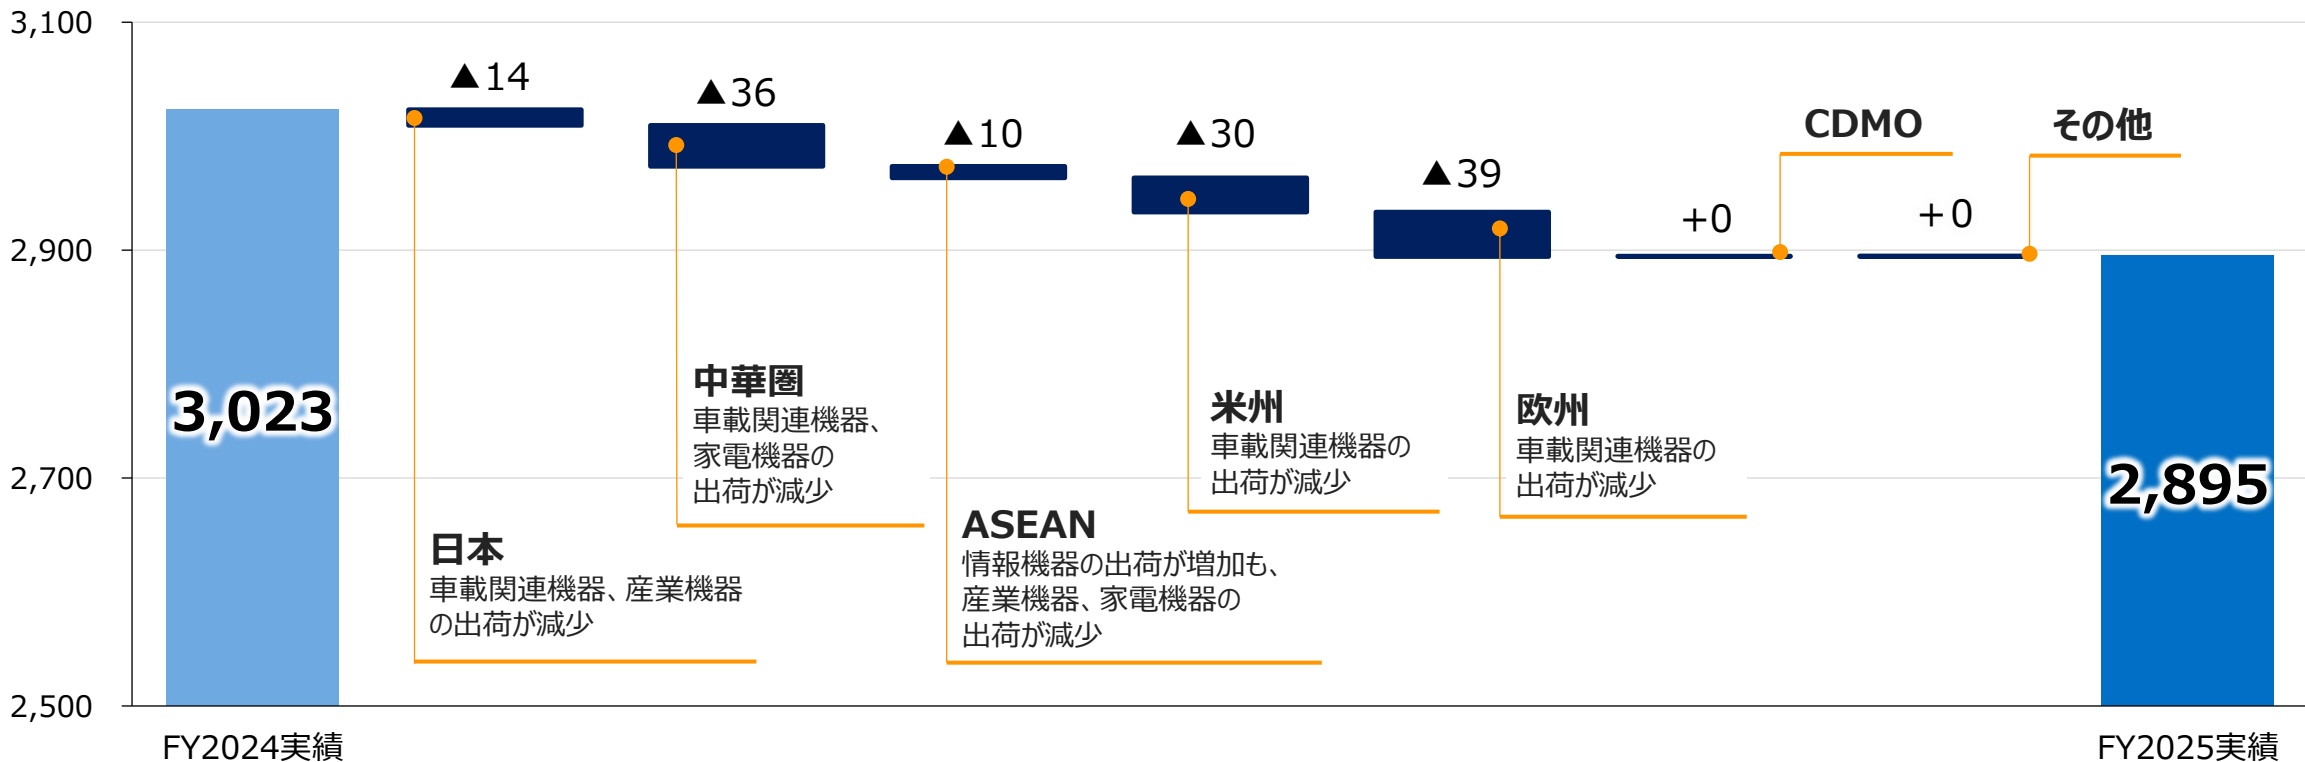 3,100
2,900
2,700
2,500
▲14
▲36
▲10
▲30
▲39
+0
+0
CDMO
その他
3,023
日本
車載関連機器、産業機器
の出荷が減少
中華圏
車載関連機器、
家電機器の
出荷が減少
ASEAN
情報機器の出荷が増加も、
産業機器、家電機器の
出荷が減少
米州
車載関連機器の
出荷が減少
欧州
車載関連機器の
出荷が減少
2,895
FY2024実績
FY2025実績